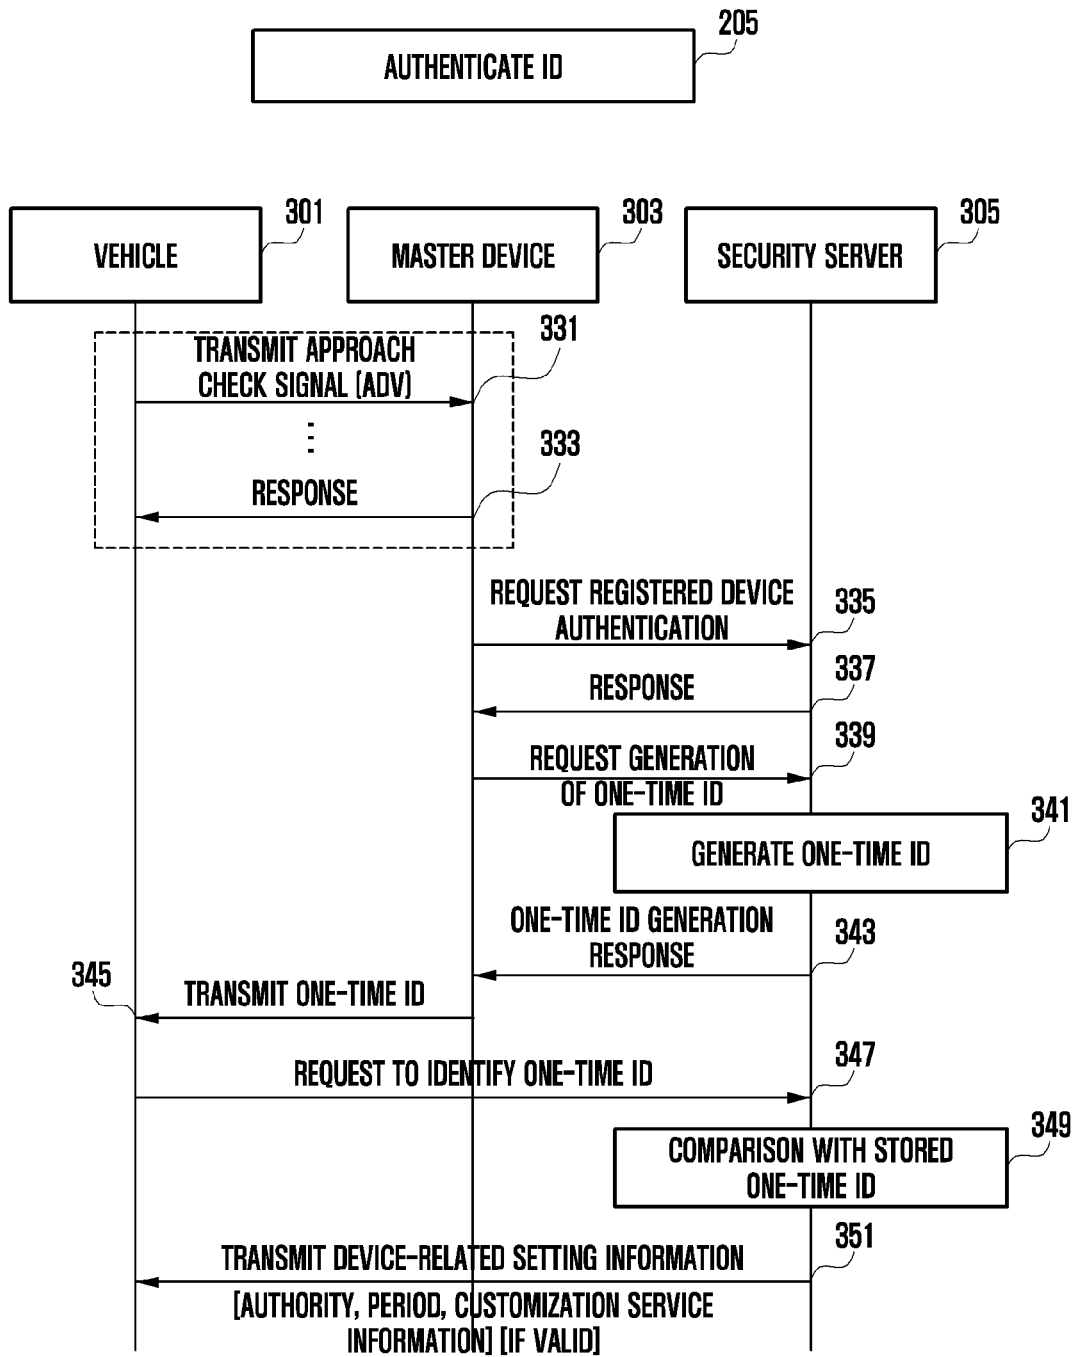 205
AUTHENTICATE ID
301
303
305
VEHICLE
MASTER DEVICE
SECURITY SERVER
331
TRANSMIT APPROACH
CHECK SIGNAL (ADV)
333
RESPONSE
REQUEST REGISTERED DEVICE
AUTHENTICATION
335
RESPONSE
337
REQUEST GENERATION
OF ONE-TIME ID
339
341
GENERATE ONE-TIME ID
ONE-TIME ID GENERATION
RESPONSE
343
345
TRANSMIT ONE-TIME ID
REQUEST TO IDENTIFY ONE-TIME ID
347
349
COMPARISON WITH STORED
ONE-TIME ID
351
TRANSMIT DEVICE-RELATED SETTING INFORMATION
[AUTHORITY, PERIOD, CUSTOMIZATION SERVICE
INFORMATION] [IF VALID]